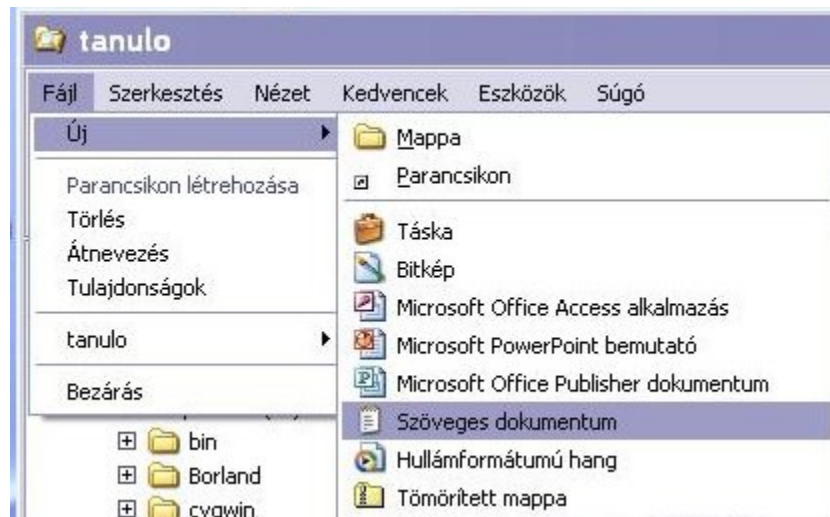 tanulo
Fájl Szerkesztés Nézet Kedvencek Eszközök Súgó
Új
Parancsikon létrehozása
Törlés
Átnevezés
Tulajdonságok
tanulo
Bezárás
Mappa
Parancsikon
Táska
Bitkép
Microsoft Office Access alkalmazás
Microsoft PowerPoint bemutató
Microsoft Office Publisher dokumentum
Szöveges dokumentum
Hullámformátumú hang
Tömörített mappa
bin
Borland
cygwin